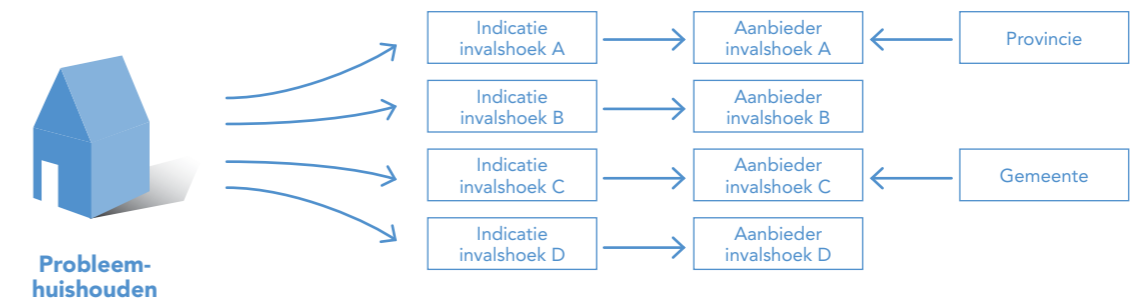 Indicatie
invalshoek A
Aanbieder
invalshoek A
Provincie
Indicatie
invalshoek B
Aanbieder
invalshoek B
Indicatie
invalshoek C
Aanbieder
invalshoek C
Gemeente
Indicatie
invalshoek D
Aanbieder
invalshoek D
Probleem-
huishouden